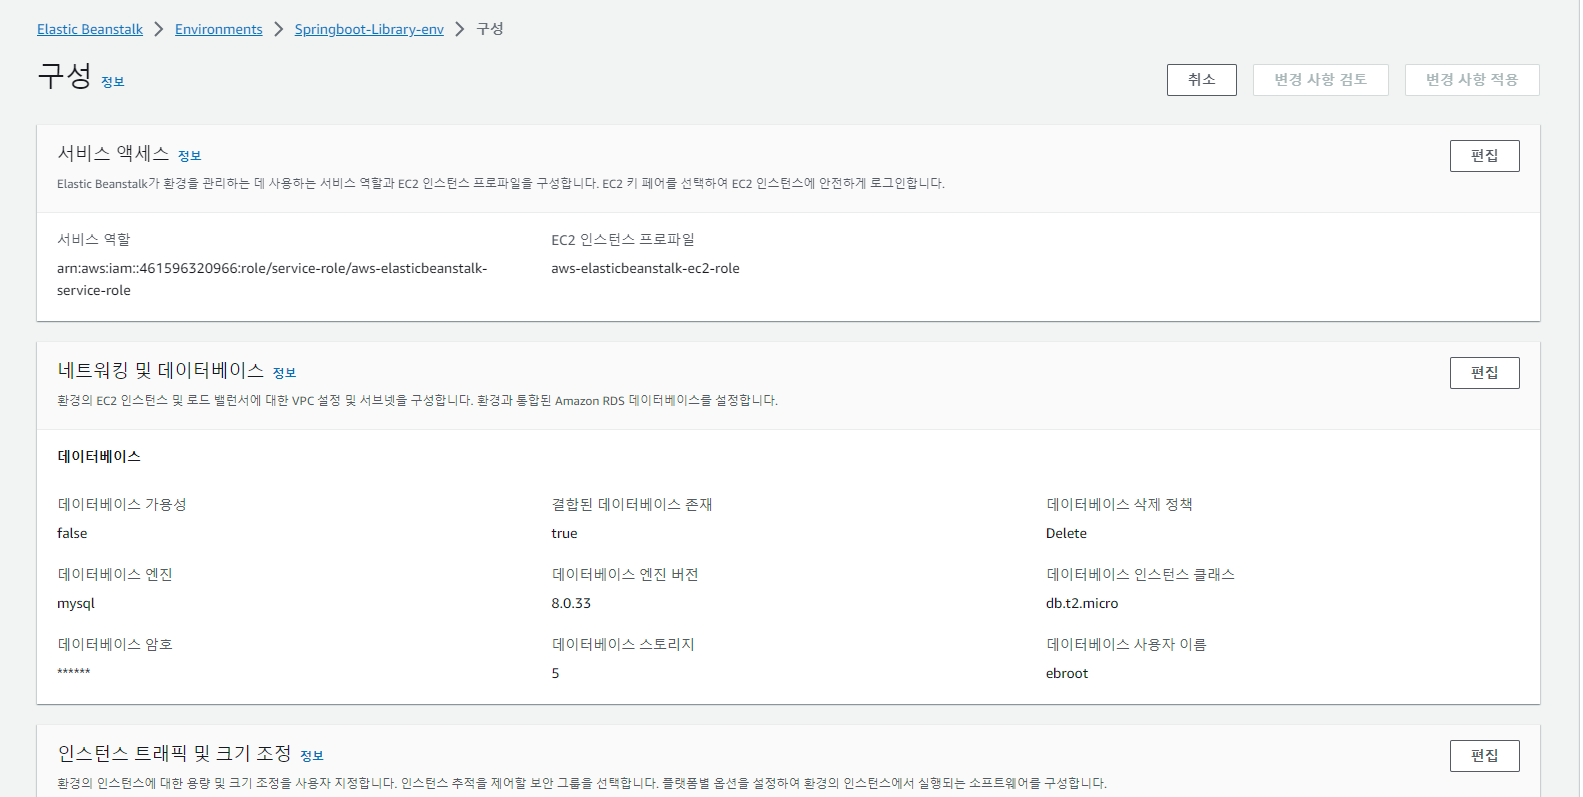 Elastic Beanstalk > Environments > Springboot-Library-env > 구성
구성 정보
취소 변경 사항 검토 변경 사항 적용
서비스 액세스 정보
편집
Elastic Beanstalk가 환경을 관리하는 데 사용하는 서비스 역할과 EC2 인스턴스 프로파일을 구성합니다. EC2 키 페어를 선택하여 EC2 인스턴스에 안전하게 로그인합니다.
서비스 역할
arn:aws:iam::461596320966:role/service-role/aws-elasticbeanstalk-
service-role
EC2 인스턴스 프로파일
aws-elasticbeanstalk-ec2-role
네트워킹 및 데이터베이스 정보
편집
환경의 EC2 인스턴스 및 로드 밸런서에 대한 VPC 설정 및 서브넷을 구성합니다. 환경과 통합된 Amazon RDS 데이터베이스를 설정합니다.
데이터베이스
데이터베이스 가용성
false
결합된 데이터베이스 존재
true
데이터베이스 삭제 정책
Delete
데이터베이스 엔진
mysql
데이터베이스 엔진 버전
8.0.33
데이터베이스 인스턴스 클래스
db.t2.micro
데이터베이스 암호
******
데이터베이스 스토리지
5
데이터베이스 사용자 이름
ebroot
인스턴스 트래픽 및 크기 조정 정보
편집
환경의 인스턴스에 대한 용량 및 크기 조정을 사용자 지정합니다. 인스턴스 추적을 제어할 보안 그룹을 선택합니다. 플랫폼별 옵션을 설정하여 환경의 인스턴스에서 실행되는 소프트웨어를 구성합니다.